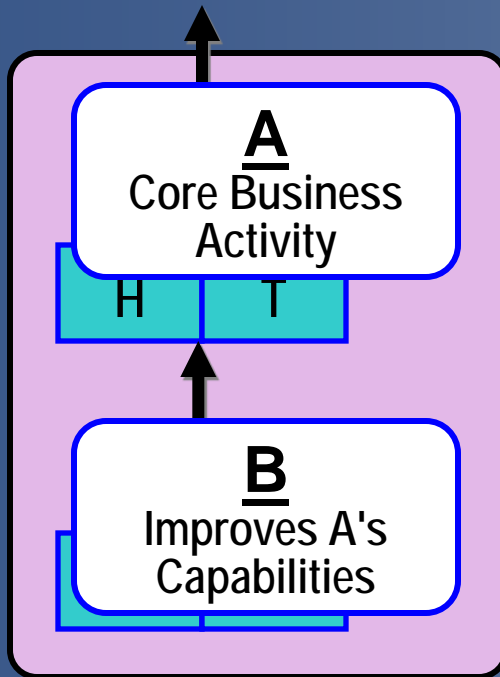 A
Core Business
Activity
H T
B
Improves A's
Capabilities